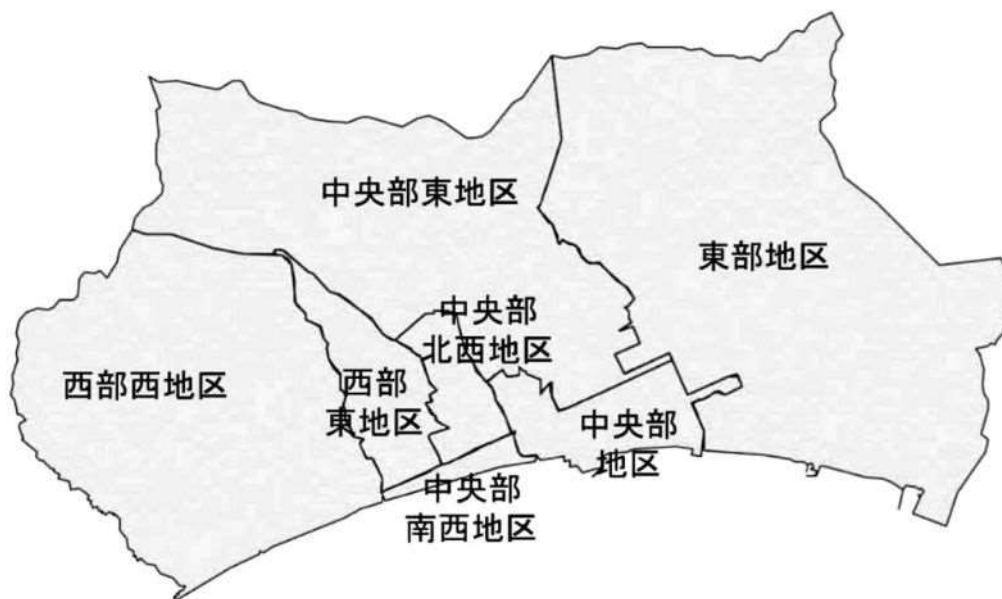 中央部東地区
東部地区
中央部
北西地区
西部西地区
西部
東地区
中央部
地区
中央部
南西地区